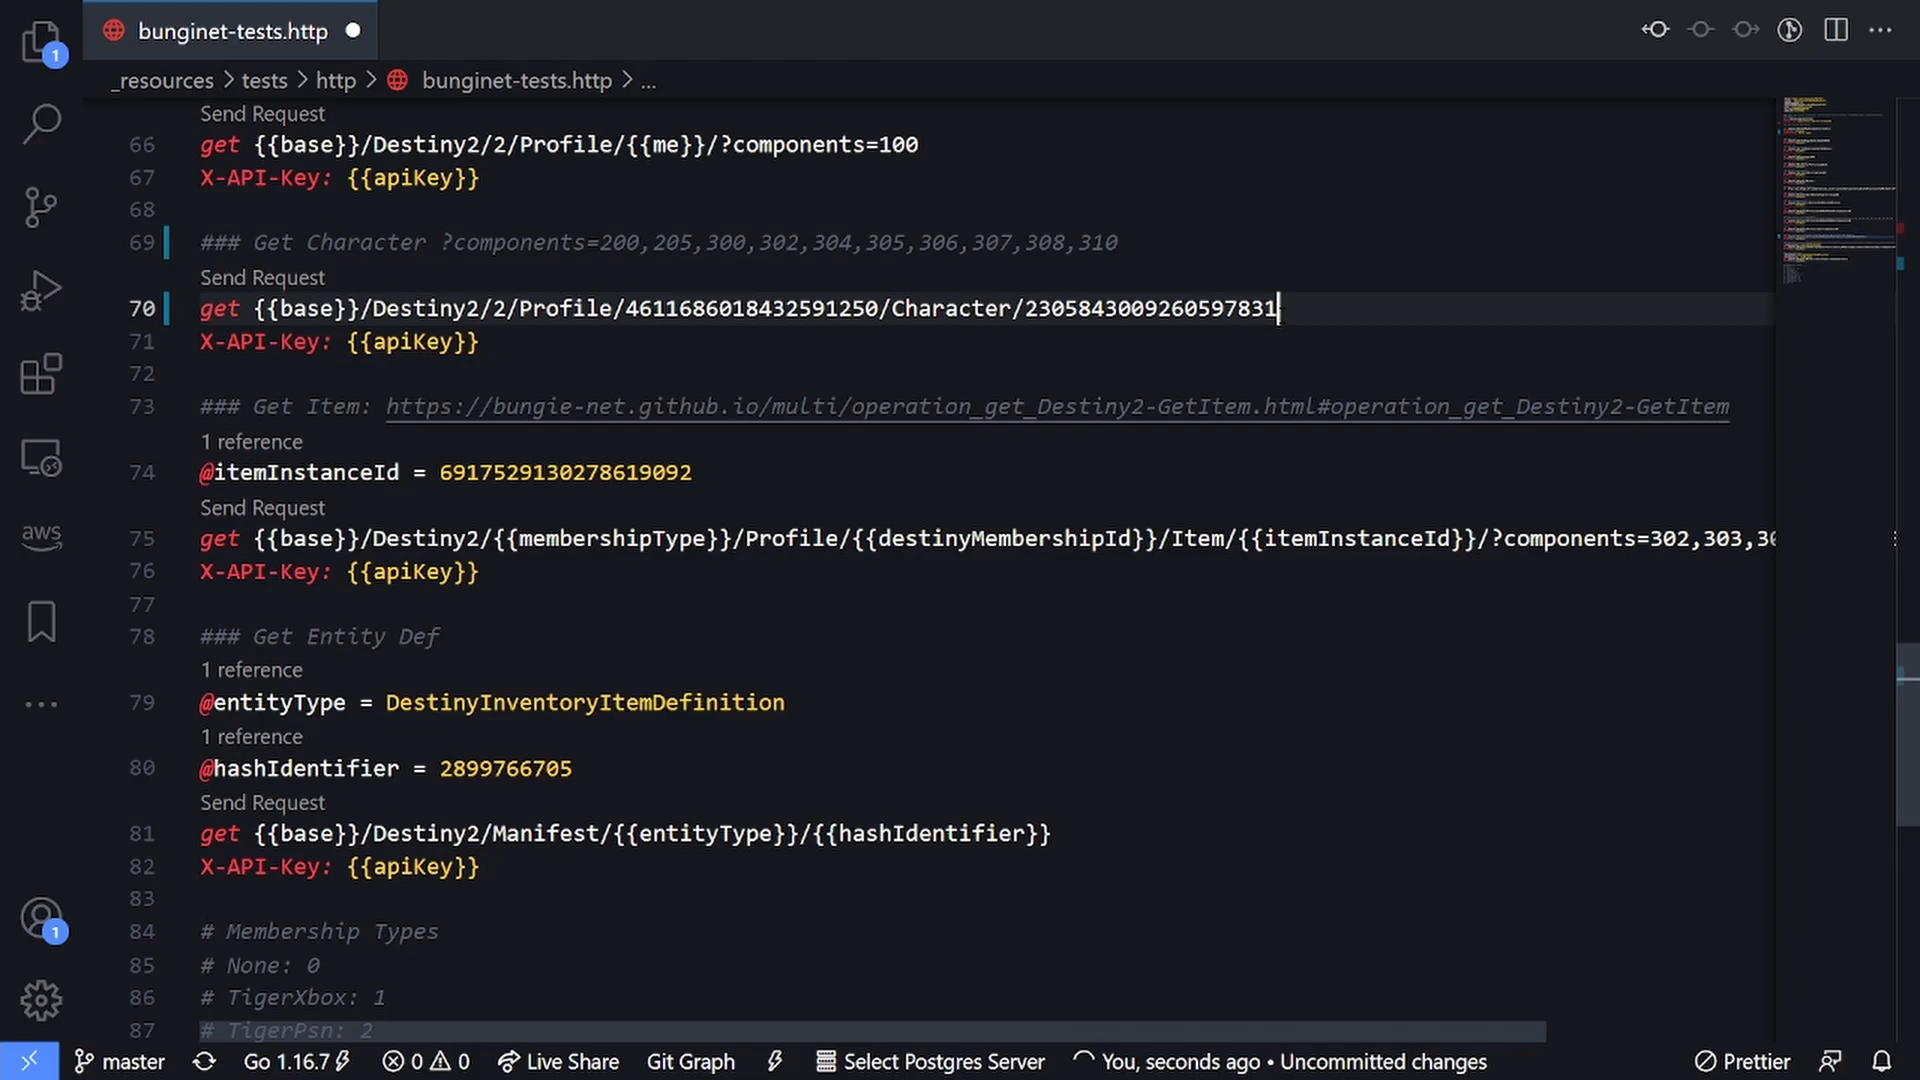 1
bunginet-tests.http
_resources > tests > http > bunginet-tests.http > ...
Send Request
66 get {{base}}/Destiny2/2/Profile/{{me}}/?components=100
67 X-API-Key: {{apiKey}}
68
69 ### Get Character ?components=200,205,300,302,304,305,306,307,308,310
Send Request
70 get {{base}}/Destiny2/2/Profile/4611686018432591250/Character/2305843009260597831
71 X-API-Key: {{apiKey}}
72
73 ### Get Item: https://bungie-net.github.io/multi/operation_get_Destiny2-GetItem.html#operation_get_Destiny2-GetItem
1 reference
74 @itemInstanceId = 6917529130278619092
Send Request
75 get {{base}}/Destiny2/{{membershipType}}/Profile/{{destinyMembershipId}}/Item/{{itemInstanceId}}/?components=302,303,30
76 X-API-Key: {{apiKey}}
aws
77
78 ### Get Entity Def
1 reference
79 @entityType = DestinyInventoryItemDefinition
1 reference
80 @hashIdentifier = 2899766705
Send Request
81 get {{base}}/Destiny2/Manifest/{{entityType}}/{{hashIdentifier}}
82 X-API-Key: {{apiKey}}
83
84 # Membership Types
1
85 # None: 0
86 # TigerXbox: 1
87 # TigerPsn: 2
master Go 1.16.7 0 0 Live Share Git Graph Select Postgres Server You, seconds ago • Uncommitted changes Prettier